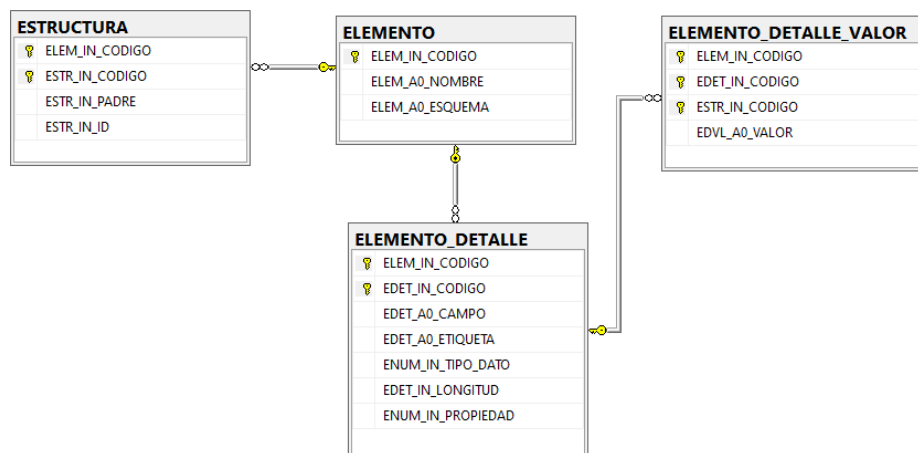 ESTRUCTURA
ELEM_IN_CODIGO
ESTR_IN_CODIGO
ESTR_IN_PADRE
ESTR_IN_ID
ELEMENTO
ELEM_IN_CODIGO
ELEM_A0_NOMBRE
ELEM_A0_ESQUEMA
ELEMENTO_DETALLE_VALOR
ELEM_IN_CODIGO
EDET_IN_CODIGO
ESTR_IN_CODIGO
EDVL_A0_VALOR
ELEMENTO_DETALLE
ELEM_IN_CODIGO
EDET_IN_CODIGO
EDET_A0_CAMPO
EDET_A0_ETIQUETA
ENUM_IN_TIPO_DATO
EDET_IN_LONGITUD
ENUM_IN_PROPIEDAD